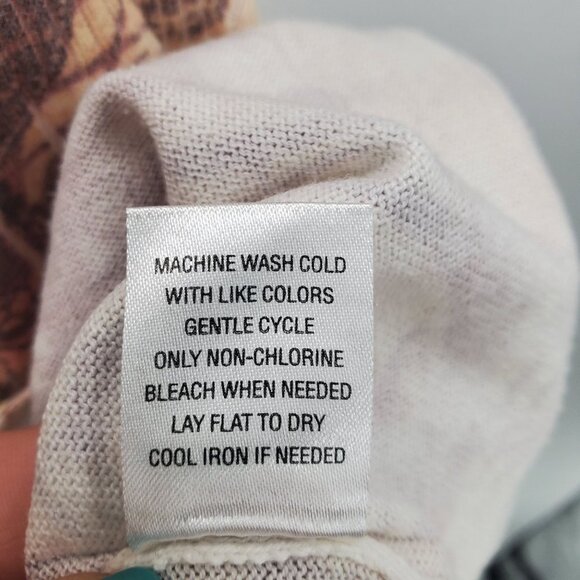 MACHINE WASH COLD
WITH LIKE COLORS
GENTLE CYCLE
ONLY NON-CHLORINE
BLEACH WHEN NEEDED
LAY FLAT TO DRY
COOL IRON IF NEEDED